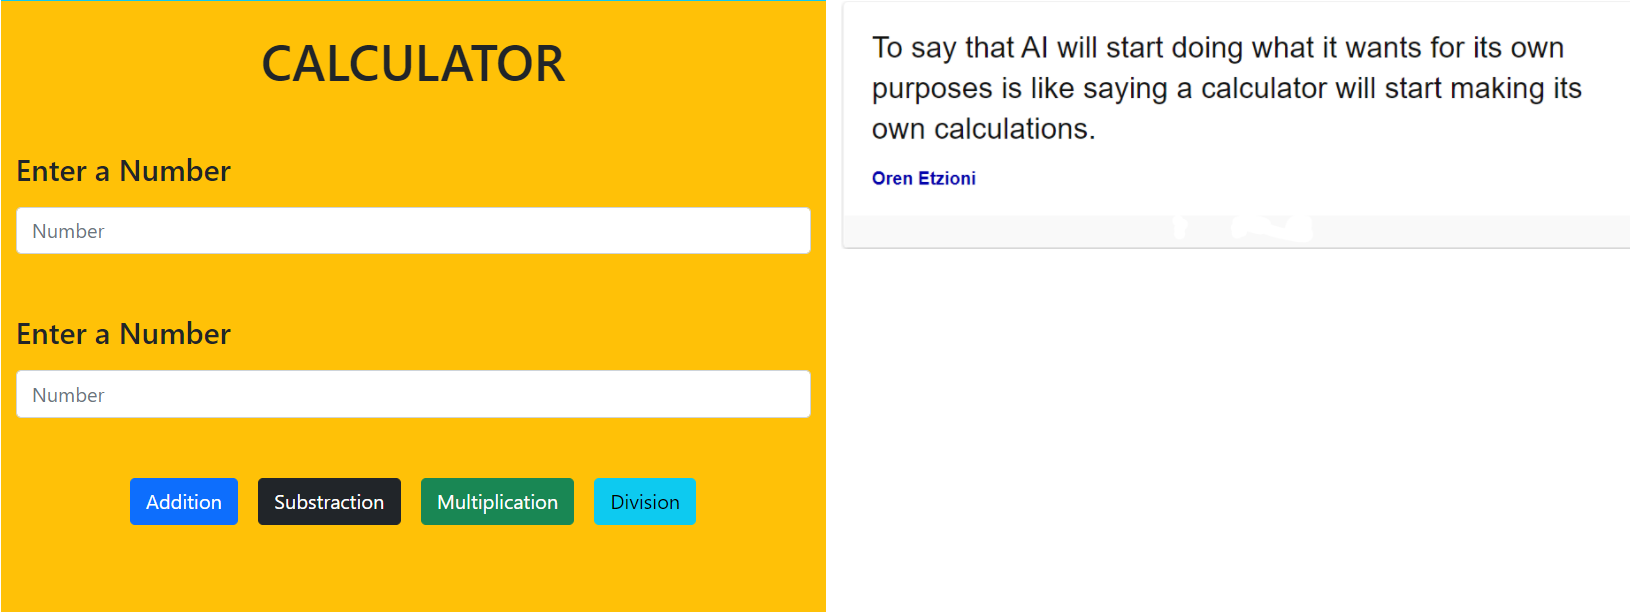 CALCULATOR
Enter a Number
Number
Enter a Number
Number
Addition
Substraction
Multiplication
Division
To say that AI will start doing what it wants for its own
purposes is like saying a calculator will start making its
own calculations.
Oren Etzioni